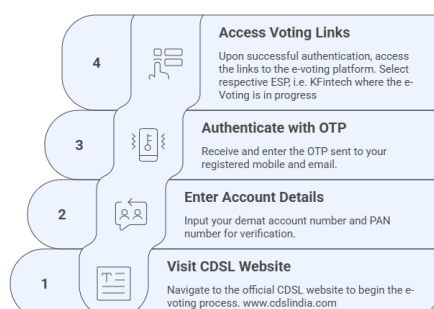 4
Access Voting Links
Upon successful authentication, access
the links to the e-voting platform. Select
respective ESP, i.e. KFintech where the e-
Voting is in progress
3
Authenticate with OTP
Receive and enter the OTP sent to your
registered mobile and email.
2
Enter Account Details
Input your demat account number and PAN
number for verification.
1
Visit CDSL Website
Navigate to the official CDSL website to begin the e-
voting process. www.cdslindia.com